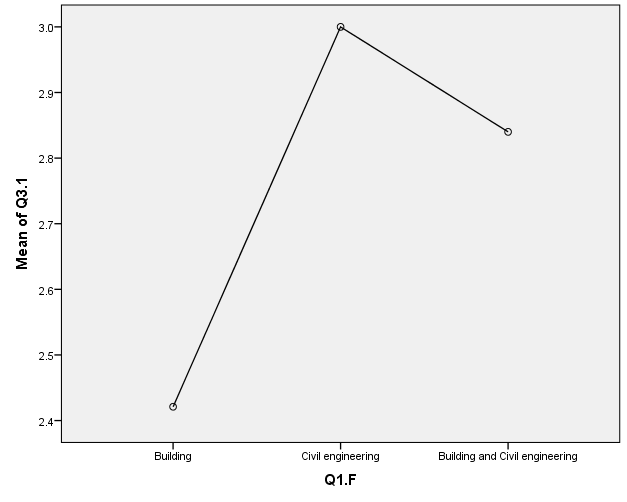 Mean of Q3.1
3.0
2.9
2.8
2.7
2.6
2.5
2.4
Building
Civil engineering
Building and Civil engineering
Q1.F